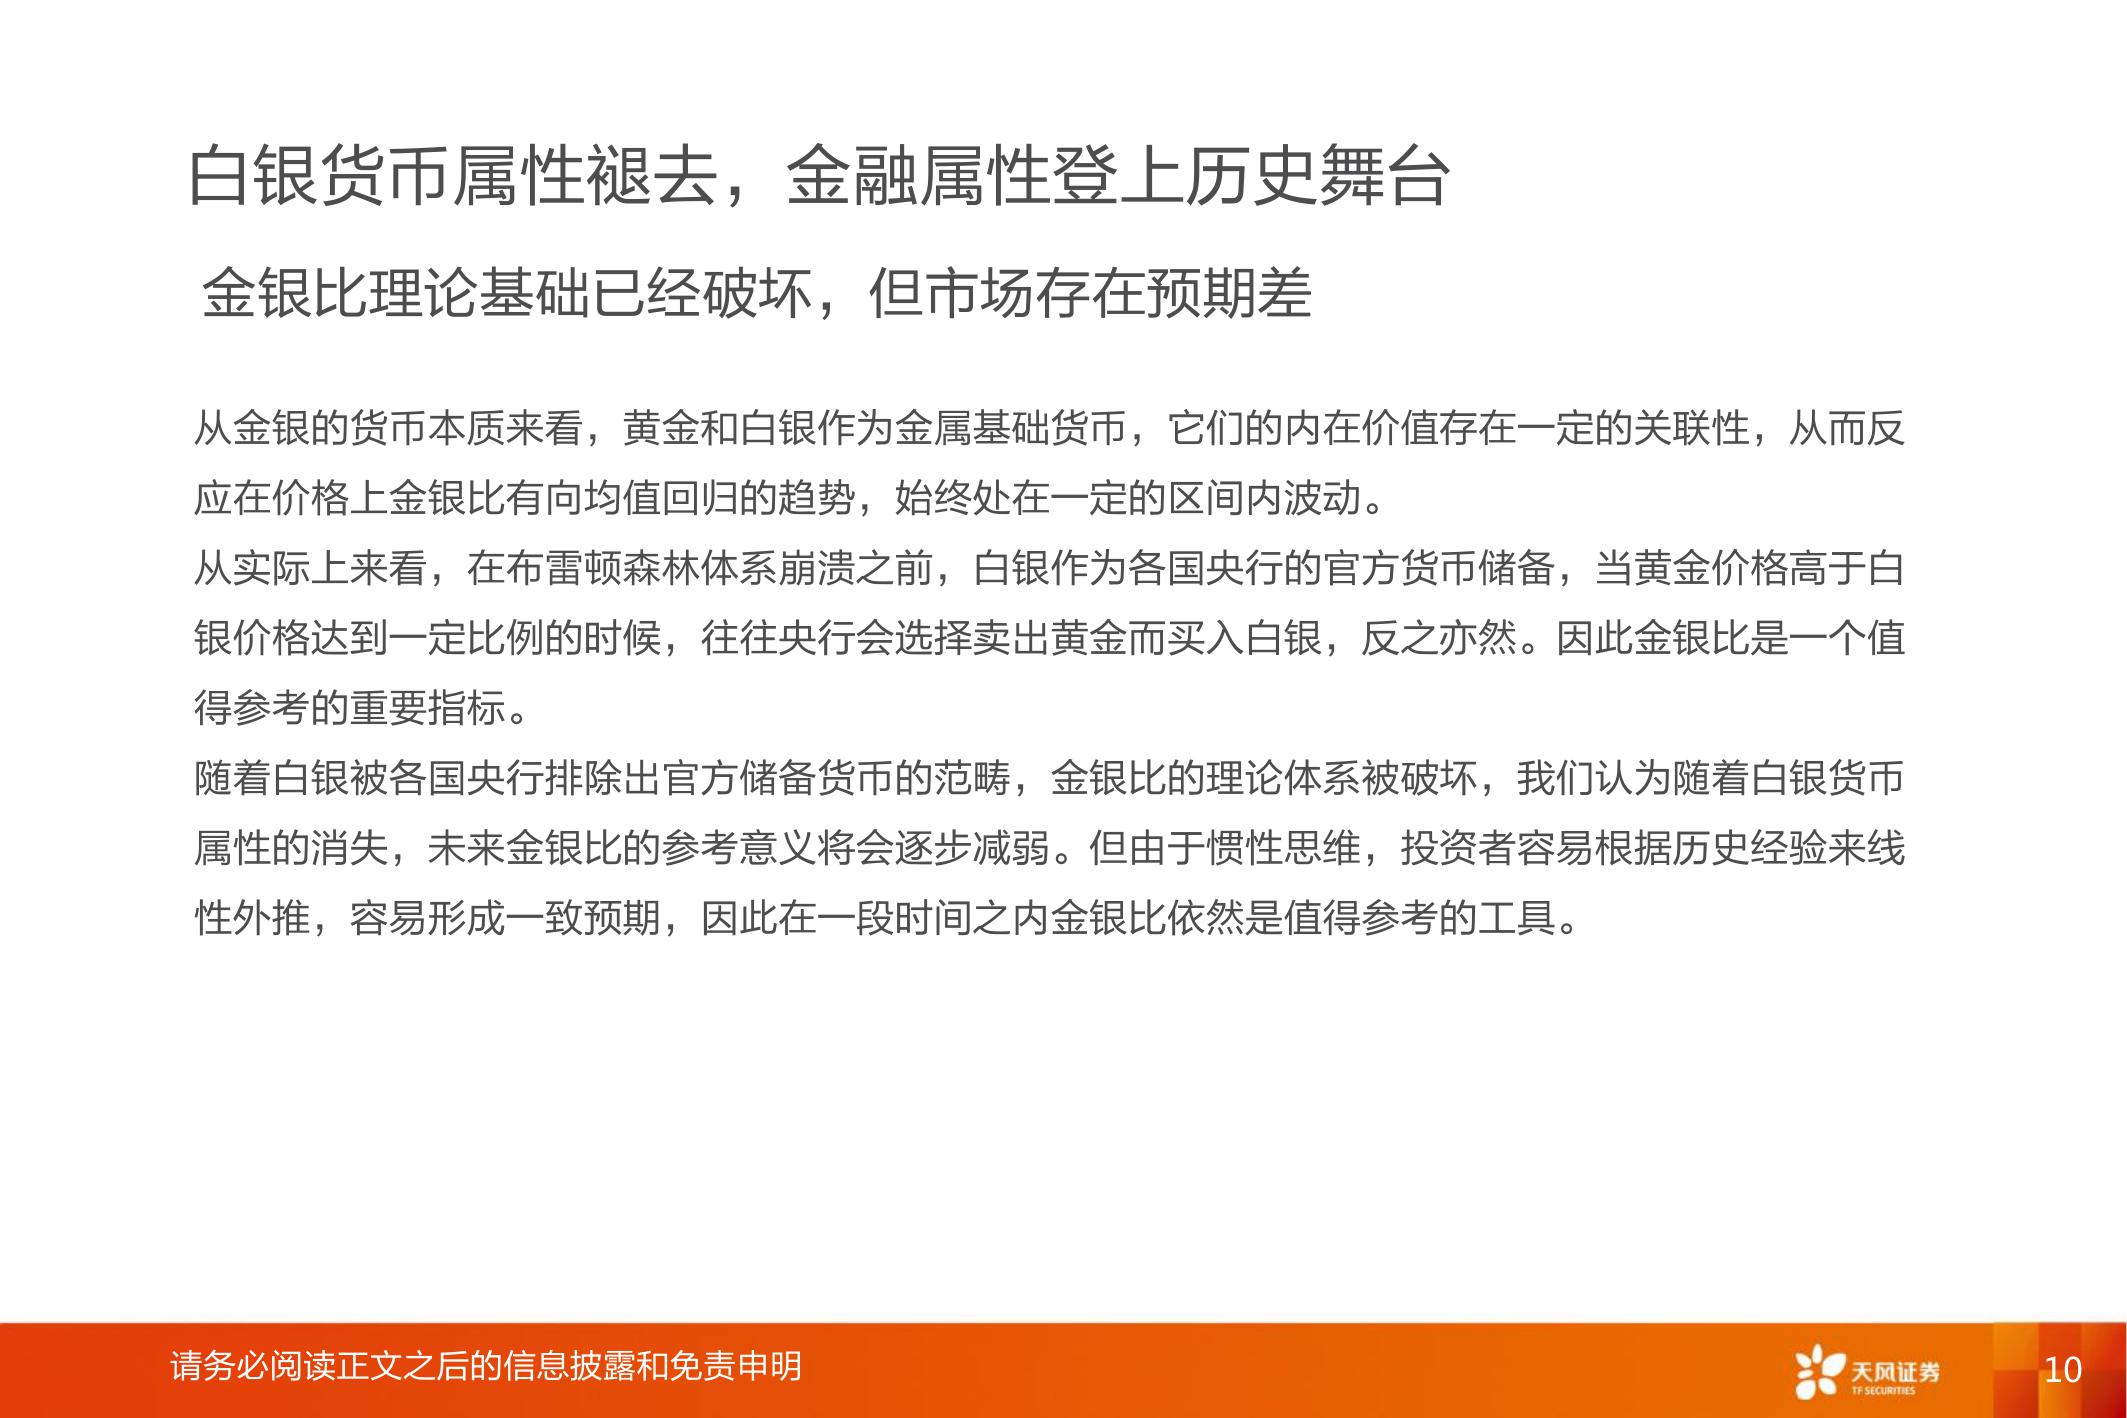 白银货币属性褪去，金融属性登上历史舞台
金银比理论基础已经破坏，但市场存在预期差
从金银的货币本质来看，黄金和白银作为金属基础货币，它们的内在价值存在一定的关联性，从而反
应在价格上金银比有向均值回归的趋势，始终处在一定的区间内波动。
从实际上来看，在布雷顿森林体系崩溃之前，白银作为各国央行的官方货币储备，当黄金价格高于白
银价格达到一定比例的时候，往往央行会选择卖出黄金而买入白银，反之亦然。因此金银比是一个值
得参考的重要指标。
随着白银被各国央行排除出官方储备货币的范畴，金银比的理论体系被破坏，我们认为随着白银货币
属性的消失，未来金银比的参考意义将会逐步减弱。但由于惯性思维，投资者容易根据历史经验来线
性外推，容易形成一致预期，因此在一段时间之内金银比依然是值得参考的工具。
请务必阅读正文之后的信息披露和免责申明
天风证券
TF SECURITIES
10